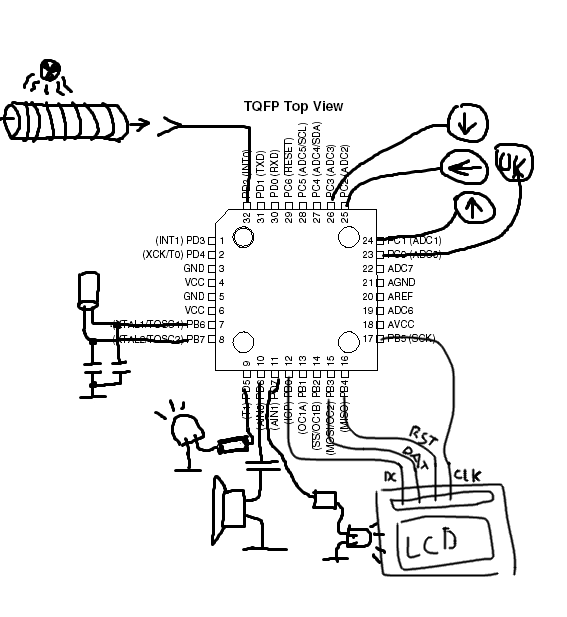 TQFP Top View
PD2 (INT0)
PD1 (TXD)
PD0 (RXD)
PC6 (RESET)
PC5 (ADC5/SCL)
PC4 (ADC4/SDA)
PC3 (ADC3)
PC2 (ADC2)
32 31 30 29 28 27 26 25
(INT1) PD3 1
(XCK/T0) PD4 2
GND 3
VCC 4
GND 5
VCC 6
(XTAL1/TOSC1) PB6 7
(XTAL2/TOSC2) PB7 8
24 PC1 (ADC1)
23 PC0 (ADC0)
22 ADC7
21 AGND
20 AREF
19 ADC6
18 AVCC
17 PB5 (SCK)
9 10 11 12 13 14 15 16
(T1) PD5
(AIN0) PD6
(AIN1) PD7
(ICP) PB0
(OC1A) PB1
(SS/OC1B) PB2
(MOSI/OC2) PB3
(MISO) PB4
RST
CLK
LCD